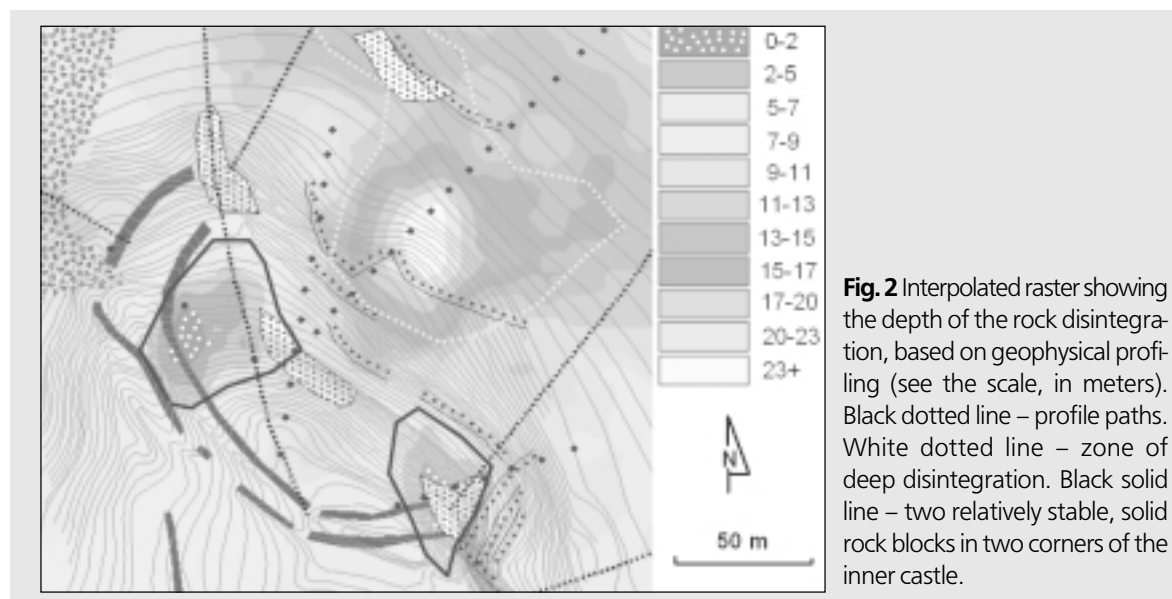 0-2
2-5
5-7
7-9
9-11
11-13
13-15
15-17
17-20
20-23
23+
N
50 m
Fig. 2 Interpolated raster showing
the depth of the rock disintegra-
tion, based on geophysical profi-
ling (see the scale, in meters).
Black dotted line – profile paths.
White dotted line – zone of
deep disintegration. Black solid
line – two relatively stable, solid
rock blocks in two corners of the
inner castle.